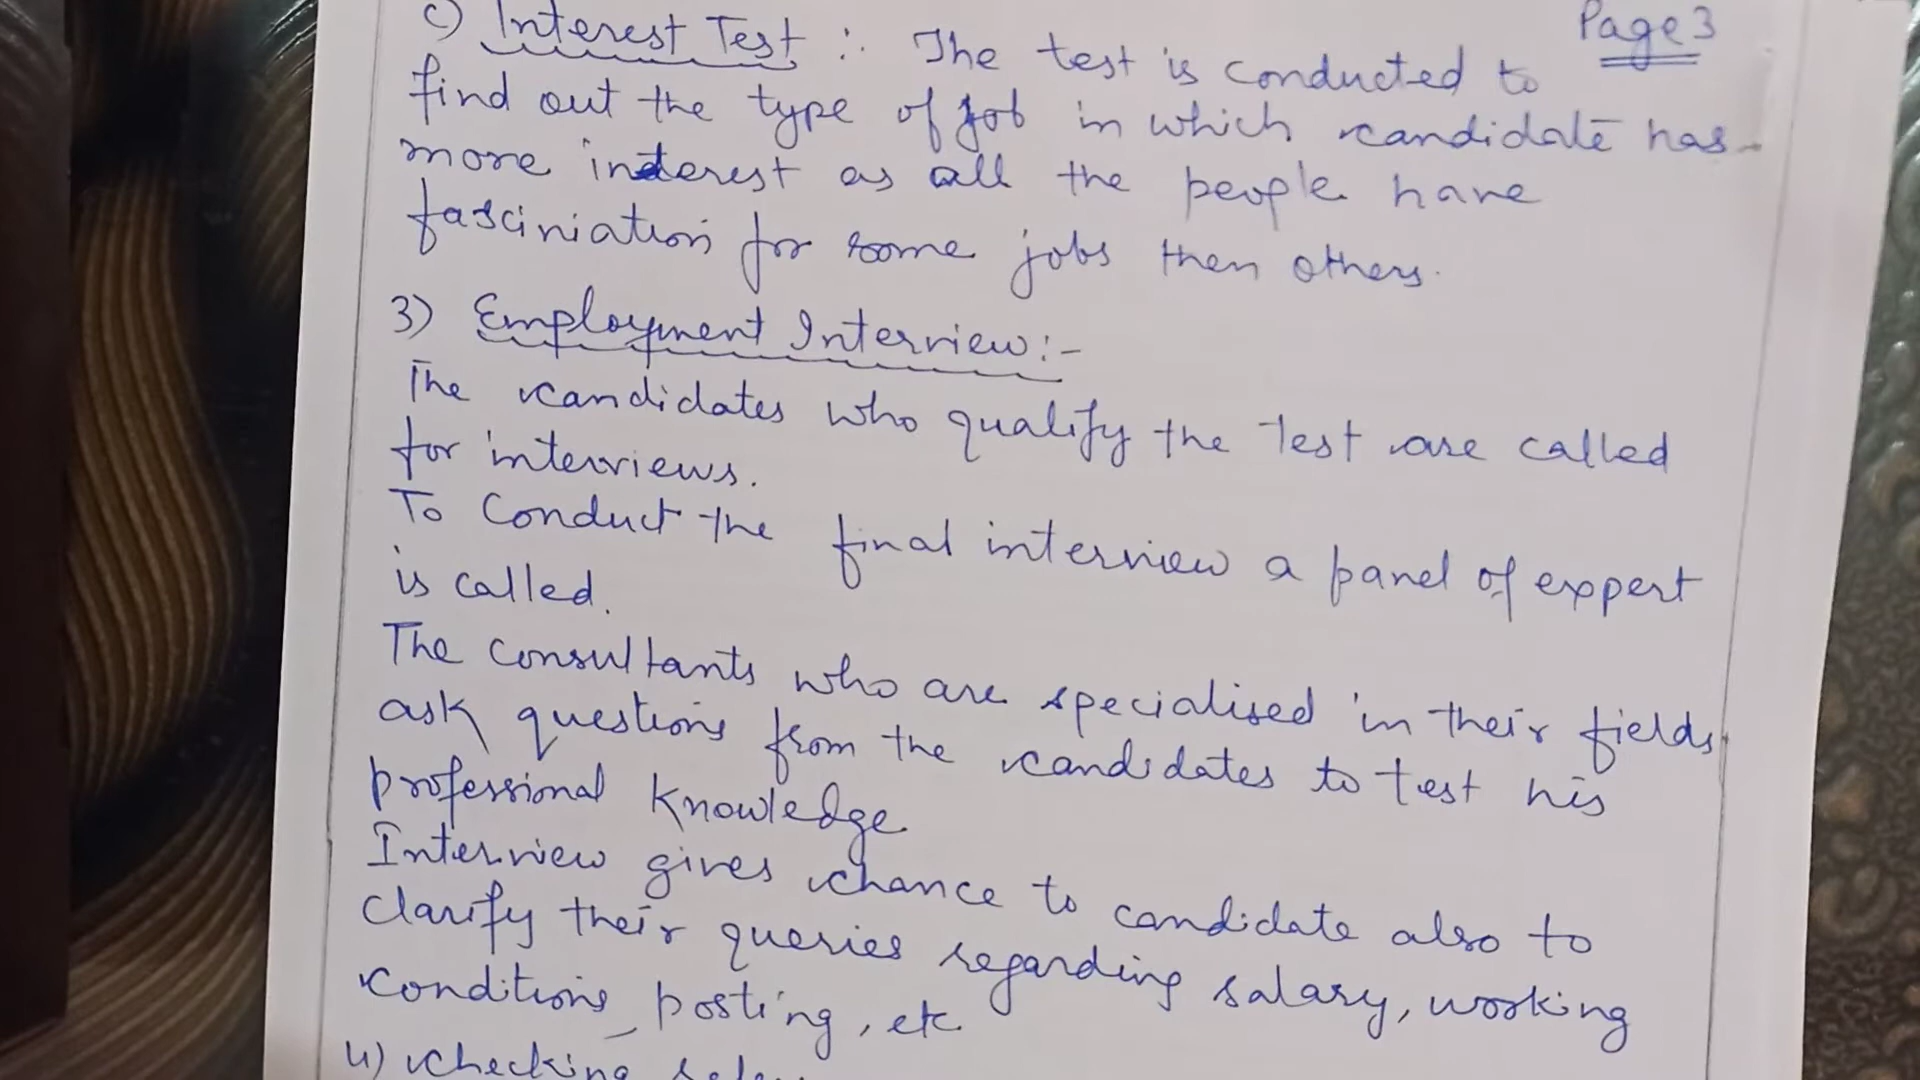 Page 3
c) Interest Test :. The test is conducted to
find out the type of job in which candidate has
more interest as all the people have
fasciniation for some jobs then others.
3) Employment Interview:-
The candidates who qualify the Test are called
for interviews.
To Conduct the final interview a panel of expert
is called.
The consultants who are specialised in their fields
ask questions from the candidates to test his
professional knowledge
Interview gives chance to candidate also to
clarify their queries regarding salary, working
conditions, posting, etc
4) checking